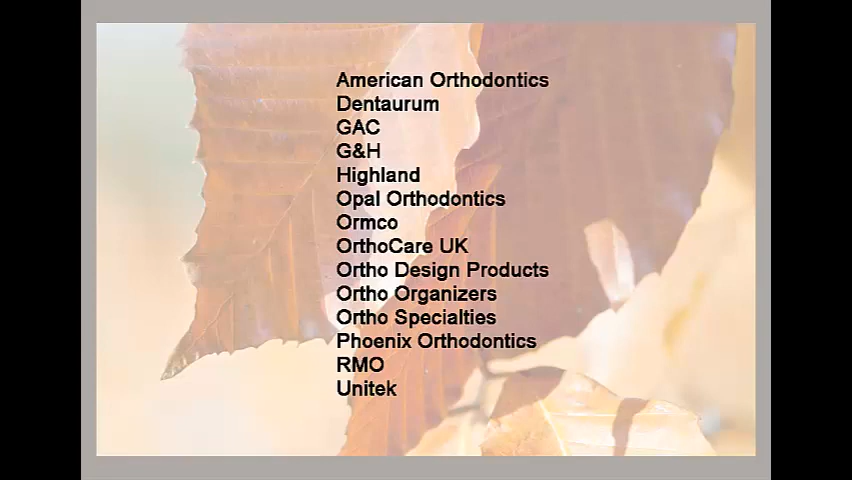 American Orthodontics
Dentaurum
GAC
G&H
Highland
Opal Orthodontics
Ormco
OrthoCare UK
Ortho Design Products
Ortho Organizers
Ortho Specialties
Phoenix Orthodontics
RMO
Unitek